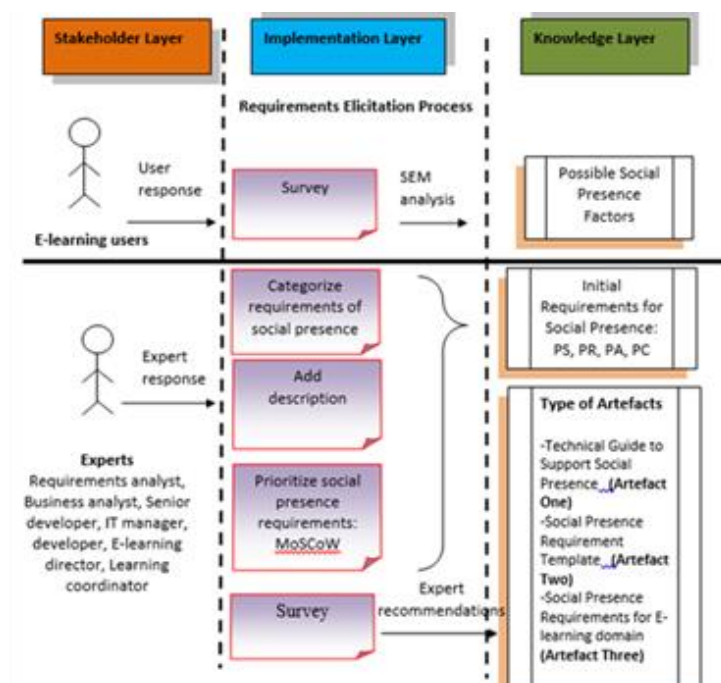 Stakeholder Layer
Implementation Layer
Knowledge Layer
Requirements Elicitation Process
User
response
Survey
SEM
analysis
Possible Social
Presence
Factors
E-learning users
Categorize
requirements of
social presence
Initial
Requirements for
Social Presence:
PS, PR, PA, PC
Expert
response
Add
description
Experts
Requirements analyst,
Business analyst, Senior
developer, IT manager,
developer, E-learning
director, Learning
coordinator
Prioritize social
presence
requirements:
MoSCoW
Survey
Expert
recommendations
Type of Artefacts
-Technical Guide to
Support Social
Presence (Artefact
One)
-Social Presence
Requirement
Template (Artefact
Two)
-Social Presence
Requirements for E-
learning domain
(Artefact Three)